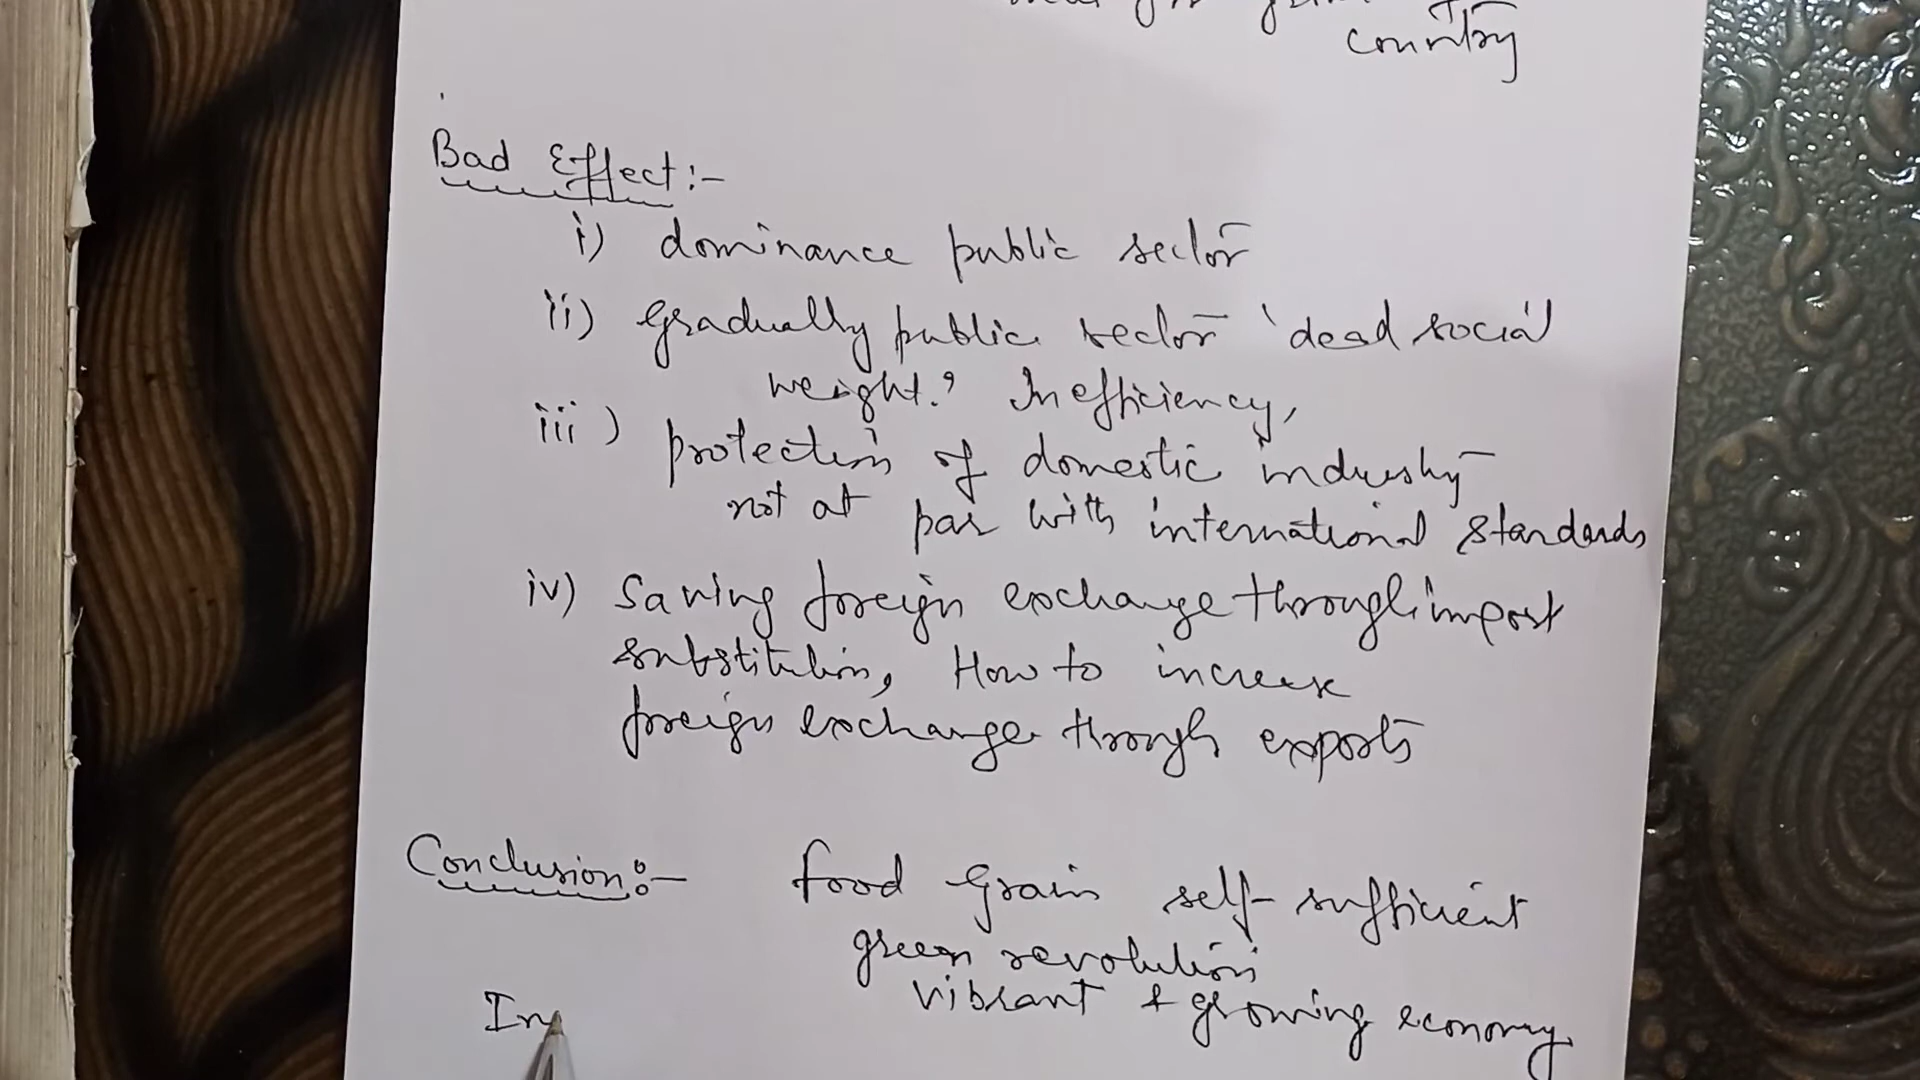 country
Bad Effect:-
i) dominance public sector
ii) Gradually public sector 'dead social
weight.' Inefficiency,
iii) protection of domestic industry
not at par with international standards
iv) Saving foreign exchange through import
substitution, How to increase
foreign exchange through exports
Conclusion:- food grain self-sufficient
green revolution
vibrant & growing economy
In